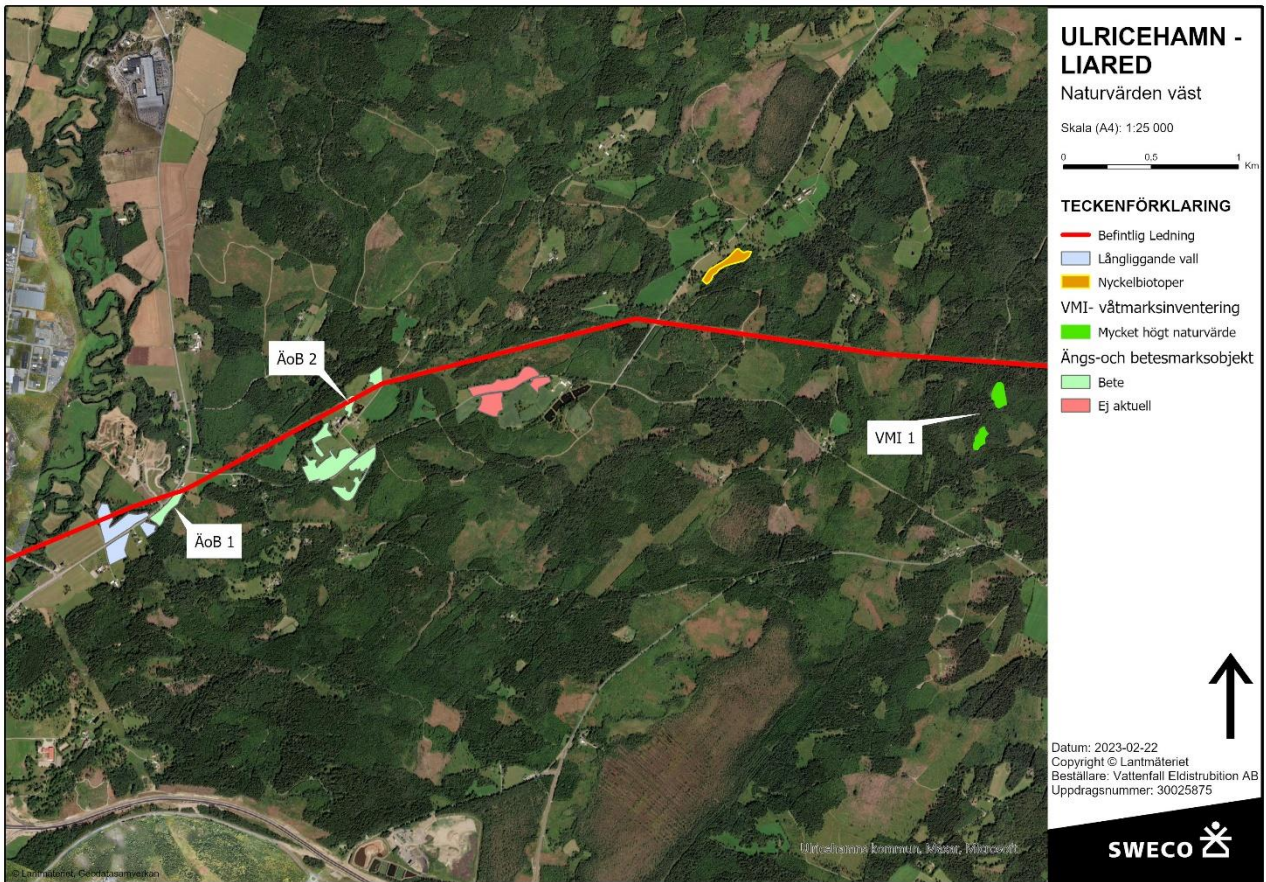 ULRICEHAMN -
LIARED
Naturvärden väst
Skala (A4): 1:25 000
0 0,5 1
Km
TECKENFÖRKLARING
Befintlig Ledning
Långliggande vall
Nyckelbiotoper
VMI- våtmarksinventering
Mycket högt naturvärde
Ängs-och betesmarksobjekt
Bete
Ej aktuell
ÄoB 2
VMI 1
ÄoB 1
Datum: 2023-02-22
Copyright © Lantmäteriet
Beställare: Vattenfall Eldistrubition AB
Uppdragsnummer: 30025875
SWECO
Ulricehamns kommun, Maxar, Microsoft
© Lantmäteriet, Geodatasamverkan